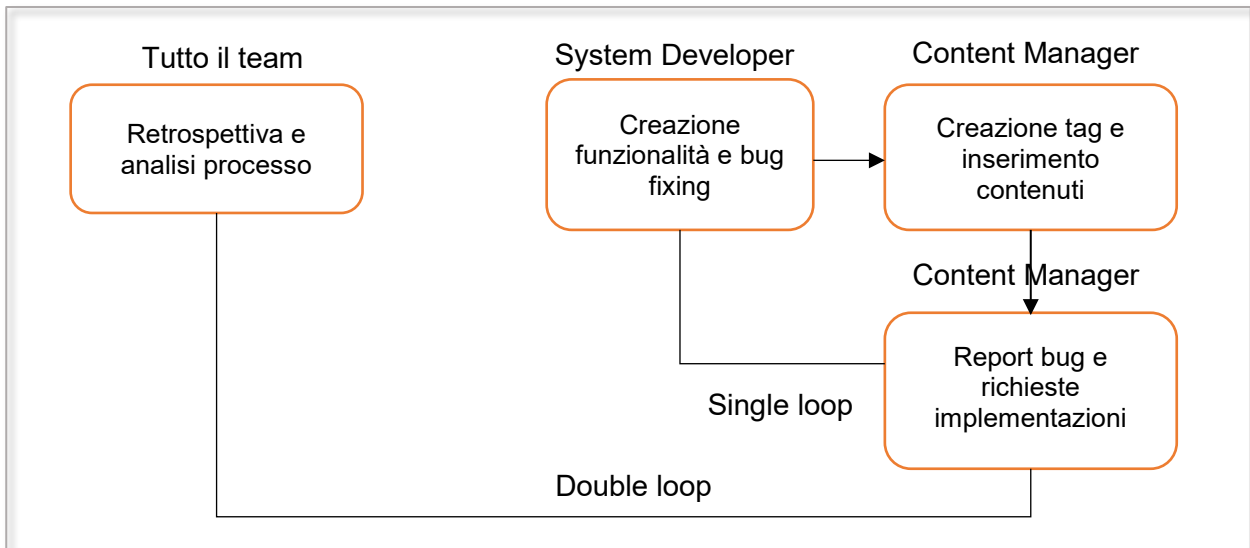 Tutto il team
Retrospettiva e
analisi processo
System Developer
Creazione
funzionalità e bug
fixing
Content Manager
Creazione tag e
inserimento
contenuti
Content Manager
Report bug e
richieste
implementazioni
Single loop
Double loop